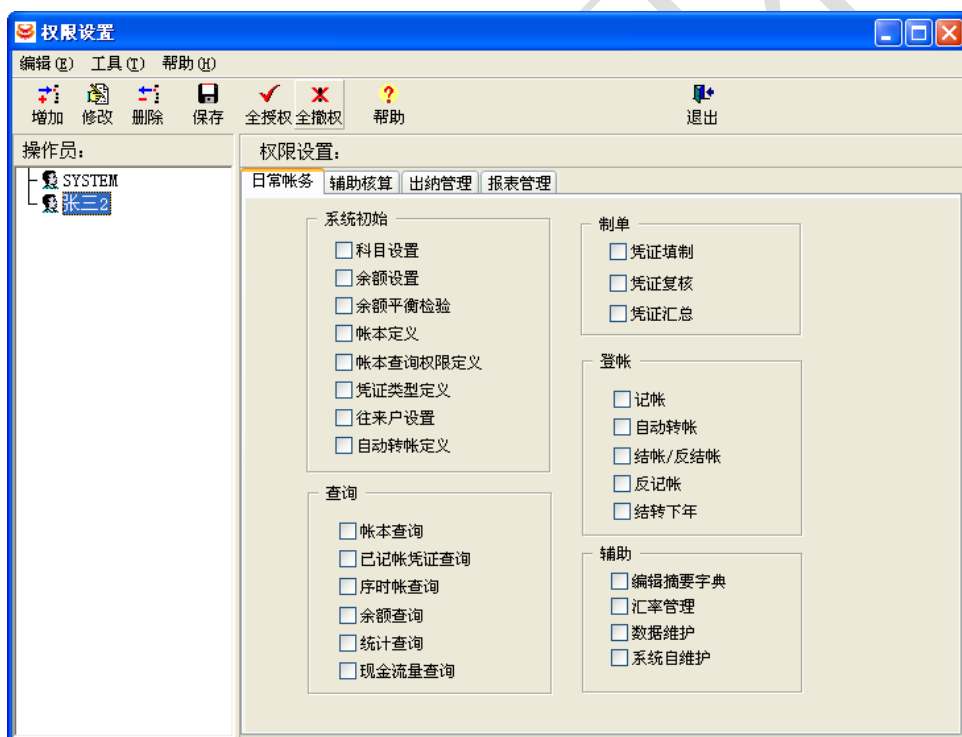 权限设置
编辑(E) 工具(T) 帮助(H)
增加 修改 删除 保存 全授权 全撤权 帮助 退出
操作员:
SYSTEM
张三2
权限设置:
日常帐务 辅助核算 出纳管理 报表管理
系统初始
科目设置
余额设置
余额平衡检验
帐本定义
帐本查询权限定义
凭证类型定义
往来户设置
自动转帐定义
查询
帐本查询
已记帐凭证查询
序时帐查询
余额查询
统计查询
现金流量查询
制单
凭证填制
凭证复核
凭证汇总
登帐
记帐
自动转帐
结帐/反结帐
反记帐
结转下年
辅助
编辑摘要字典
汇率管理
数据维护
系统自维护